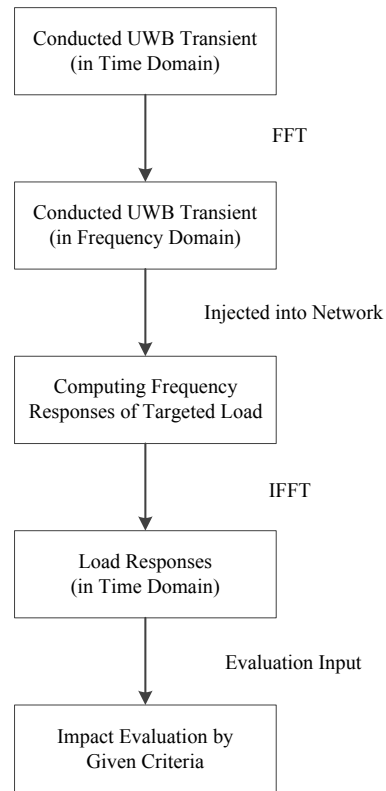 Conducted UWB Transient
(in Time Domain)
FFT
Conducted UWB Transient
(in Frequency Domain)
Injected into Network
Computing Frequency
Responses of Targeted Load
IFFT
Load Responses
(in Time Domain)
Evaluation Input
Impact Evaluation by
Given Criteria